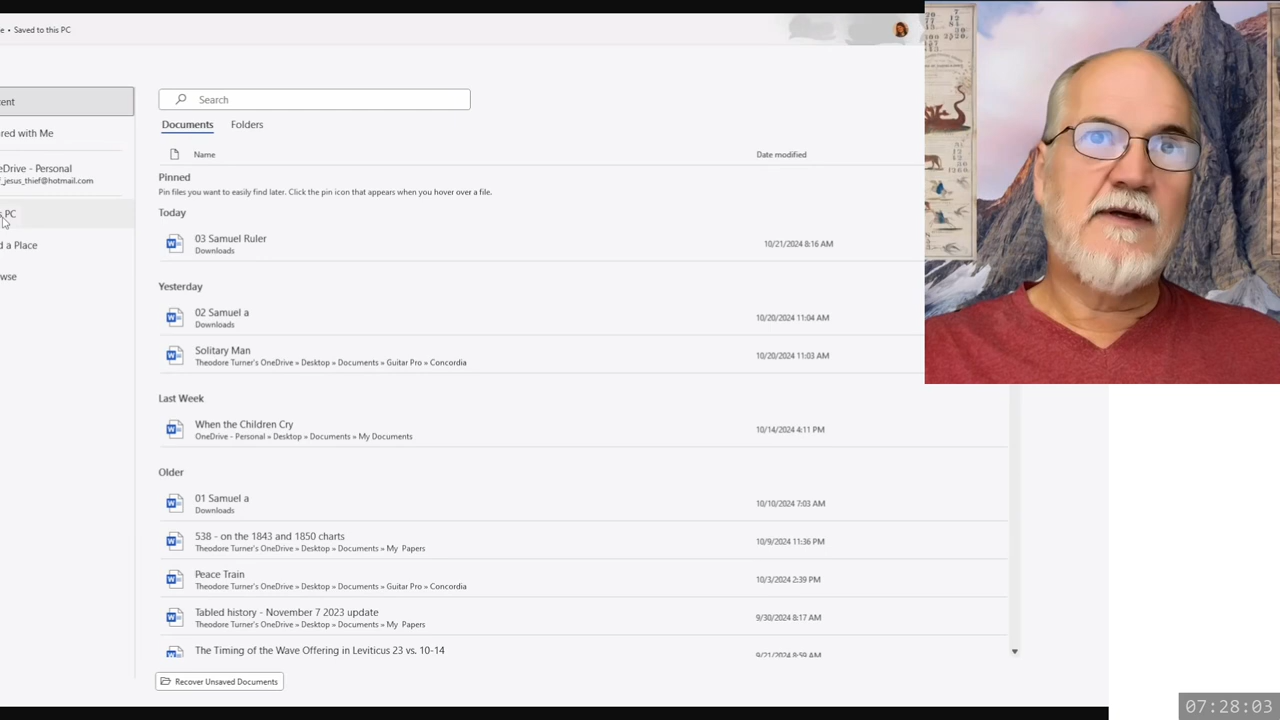 e • Saved to this PC
ent
red with Me
eDrive - Personal
f_jesus_thief@hotmail.com
s PC
d a Place
wse
Search
Documents Folders
Name Date modified
Pinned
Pin files you want to easily find later. Click the pin icon that appears when you hover over a file.
Today
03 Samuel Ruler 10/21/2024 8:16 AM
Downloads
Yesterday
02 Samuel a 10/20/2024 11:04 AM
Downloads
Solitary Man 10/20/2024 11:03 AM
Theodore Turner's OneDrive » Desktop » Documents » Guitar Pro » Concordia
Last Week
When the Children Cry 10/14/2024 4:11 PM
OneDrive - Personal » Desktop » Documents » My Documents
Older
01 Samuel a 10/10/2024 7:03 AM
Downloads
538 - on the 1843 and 1850 charts 10/9/2024 11:36 PM
Theodore Turner's OneDrive » Desktop » Documents » My Papers
Peace Train 10/3/2024 2:39 PM
Theodore Turner's OneDrive » Desktop » Documents » Guitar Pro » Concordia
Tabled history - November 7 2023 update 9/30/2024 8:17 AM
Theodore Turner's OneDrive » Desktop » Documents » My Papers
The Timing of the Wave Offering in Leviticus 23 vs. 10-14 9/21/2024 8:59 AM
Recover Unsaved Documents
07:28:03